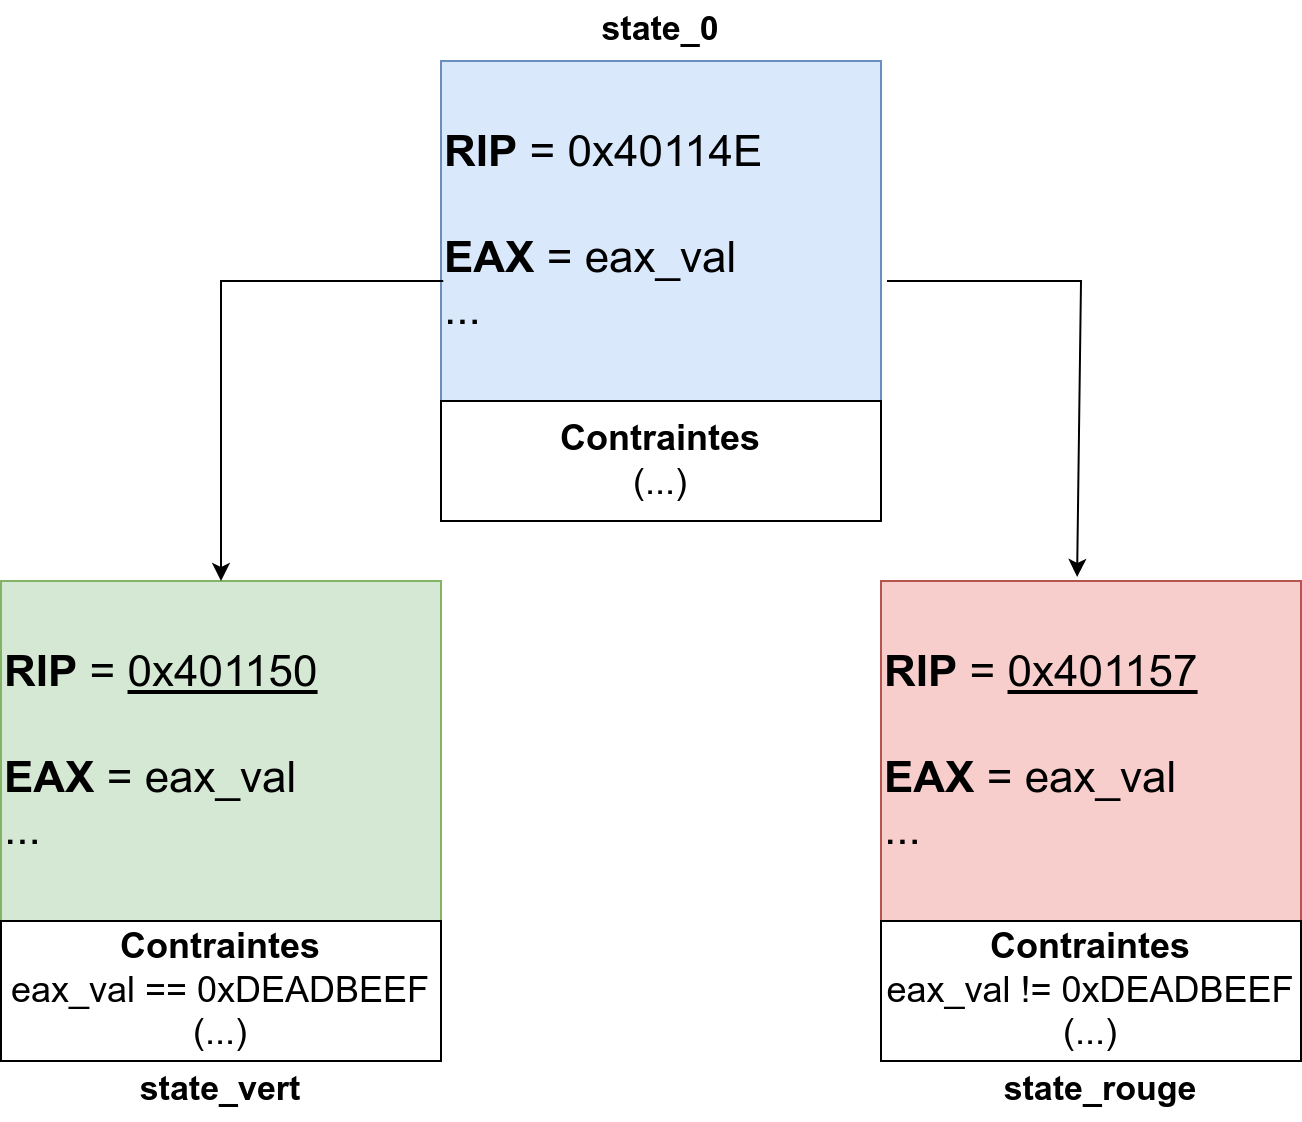 state_0
RIP = 0x40114E
EAX = eax_val
...
Contraintes
(...)
RIP = 0x401150
EAX = eax_val
...
Contraintes
eax_val == 0xDEADBEEF
(...)
state_vert
RIP = 0x401157
EAX = eax_val
...
Contraintes
eax_val != 0xDEADBEEF
(...)
state_rouge